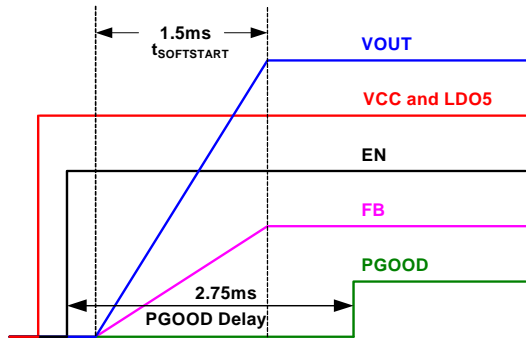 1.5ms
tSOFTSTART
VOUT
VCC and LDO5
EN
FB
PGOOD
2.75ms
PGOOD Delay